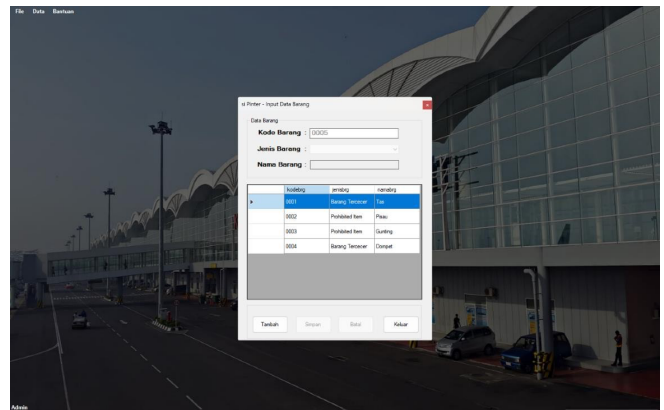 File Data Bantuan
si Pinter - Input Data Barang
Data Barang
Kode Barang : 0005
Jenis Barang :
Nama Barang :
kodebrg jenisbrg namabrg
0001 Barang Tercecer Tas
0002 Prohibited Item Pisau
0003 Prohibited Item Gunting
0004 Barang Tercecer Dompet
Tambah Simpan Batal Keluar
Admin